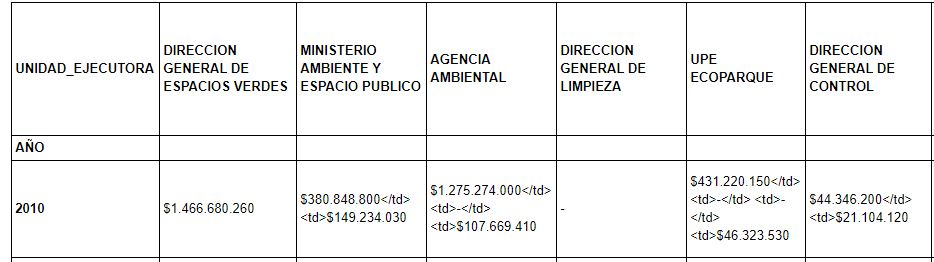 UNIDAD_EJECUTORA
DIRECCION
GENERAL DE
ESPACIOS VERDES
MINISTERIO
AMBIENTE Y
ESPACIO PUBLICO
AGENCIA
AMBIENTAL
DIRECCION
GENERAL DE
LIMPIEZA
UPE
ECOPARQUE
DIRECCION
GENERAL DE
CONTROL
AÑO
2010
$1.466.680.260
$380.848.800</td>
<td>$149.234.030
$1.275.274.000</td>
<td>-</td>
<td>$107.669.410
-
$431.220.150</td>
<td>-</td> <td>-
</td>
<td>$46.323.530
$44.346.200</td>
<td>$21.104.120